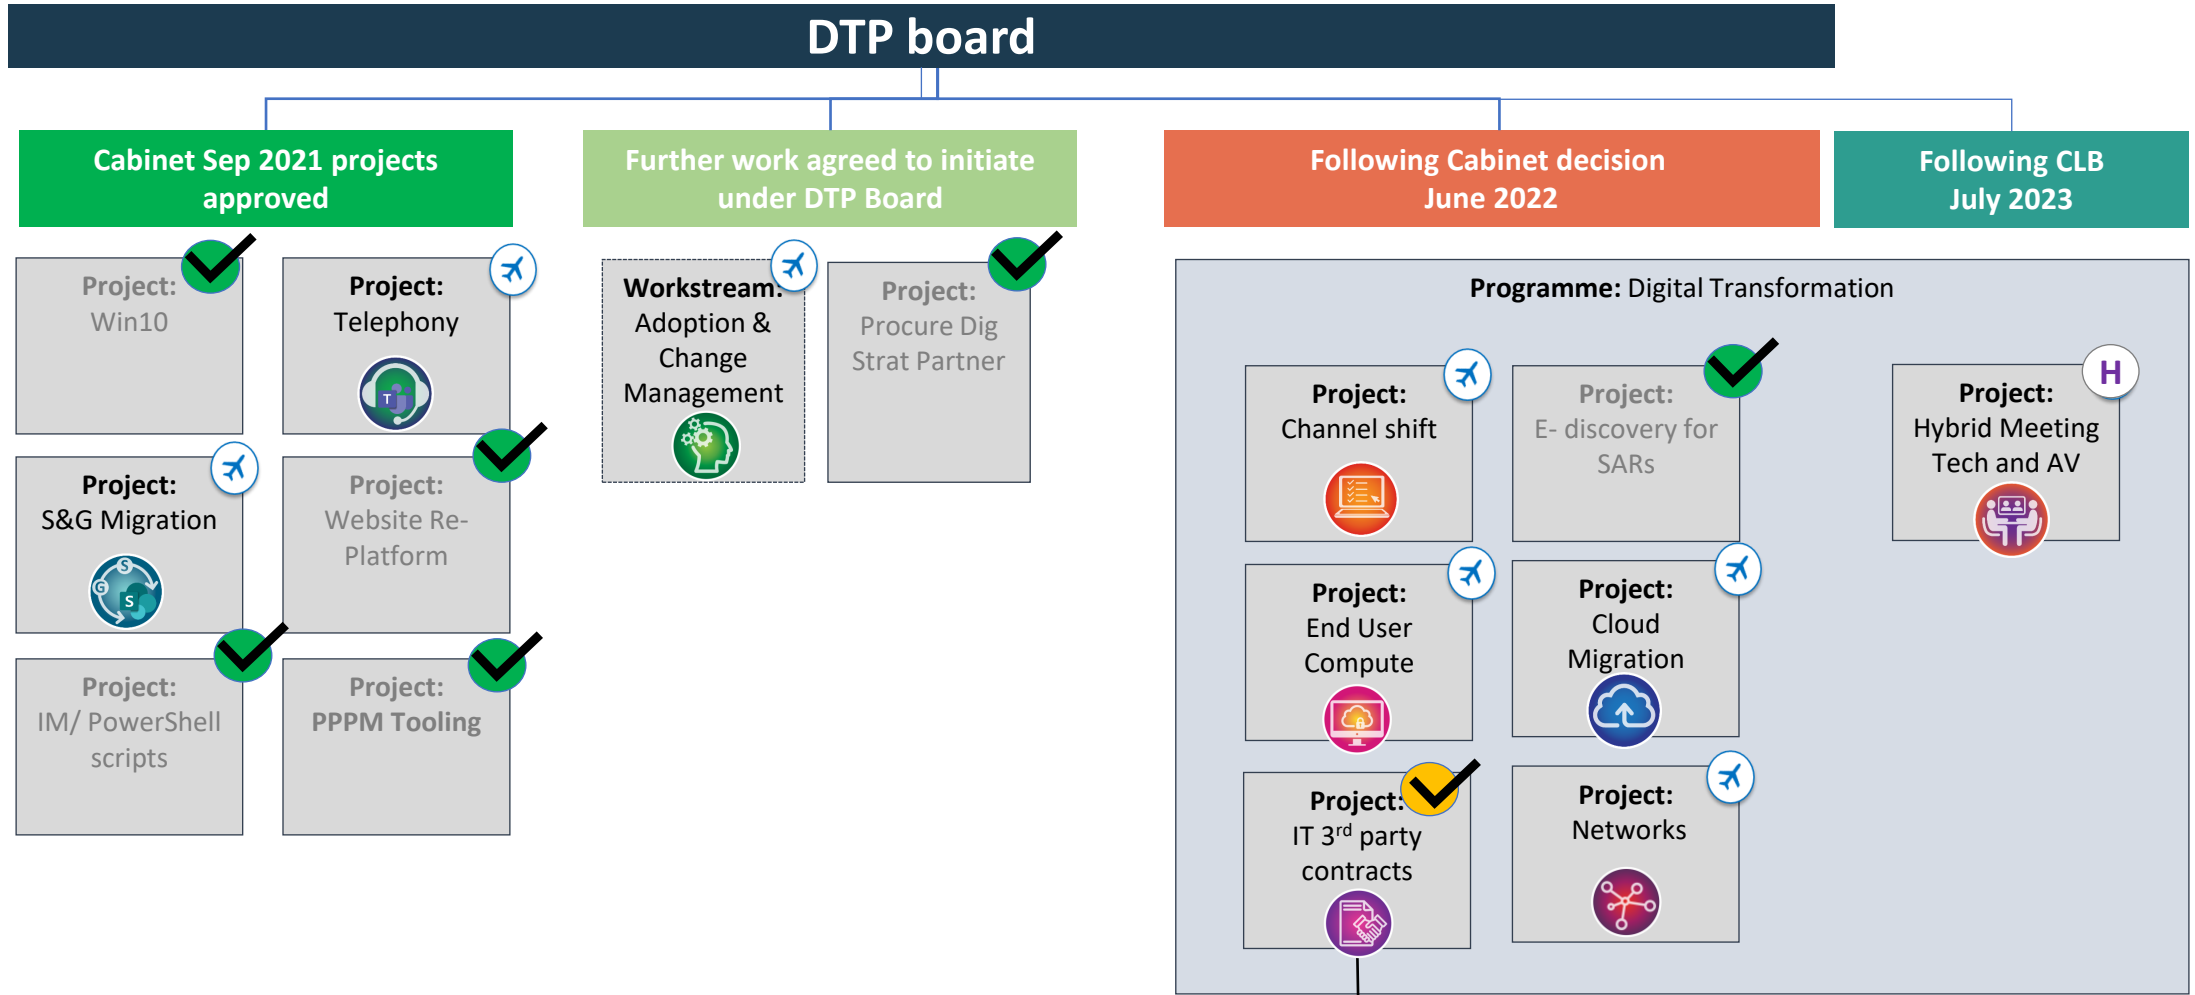 DTP board
Cabinet Sep 2021 projects
approved
Further work agreed to initiate
under DTP Board
Following Cabinet decision
June 2022
Following CLB
July 2023
Project:
Win10
Project:
Telephony
T
Project:
S&G Migration
S
G
S
Project:
Website Re-
Platform
Project:
IM/ PowerShell
scripts
Project:
PPPM Tooling
Workstream:
Adoption &
Change
Management
Project:
Procure Dig
Strat Partner
Programme: Digital Transformation
Project:
Channel shift
Project:
E- discovery for
SARs
H
Project:
Hybrid Meeting
Tech and AV
Project:
End User
Compute
Project:
Cloud
Migration
Project:
IT 3rd party
contracts
Project:
Networks